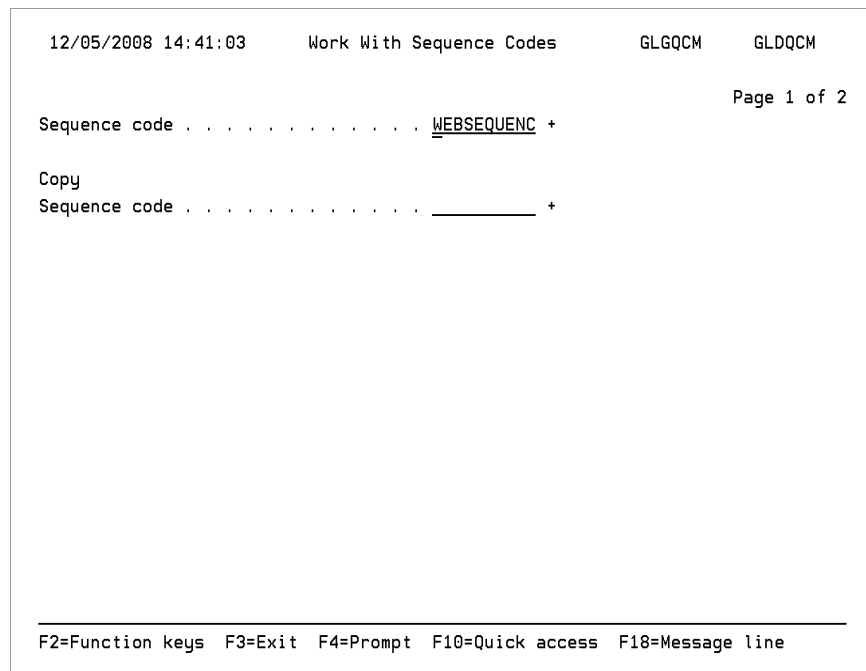 12/05/2008 14:41:03 Work With Sequence Codes GLGQCM GLDQCM
Page 1 of 2
Sequence code . . . . . . . . . . . . WEBSEQUENC +
Copy
Sequence code . . . . . . . . . . . . __________ +
F2=Function keys F3=Exit F4=Prompt F10=Quick access F18=Message line